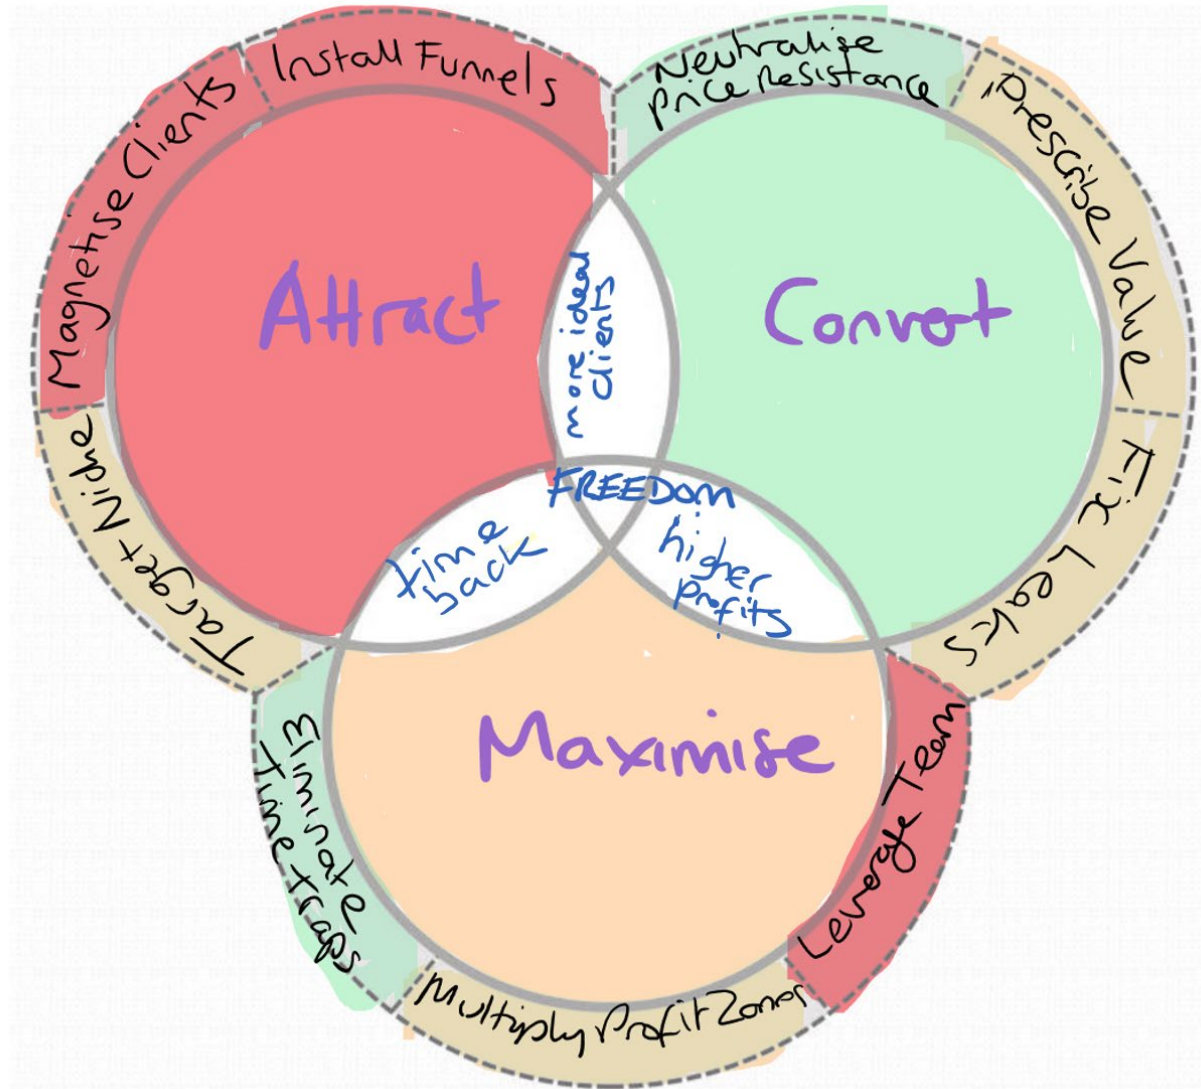 Install Funnels
Magnetise Clients
Target Niche
Neutralise
Price Resistance
Prescribe Value
Fix Leaks
Attract
Convert
more ideal
clients
FREEDOM
time
back
higher
profits
Maximise
Eliminate
Time traps
Multiply Profit Zones
Leverage Team